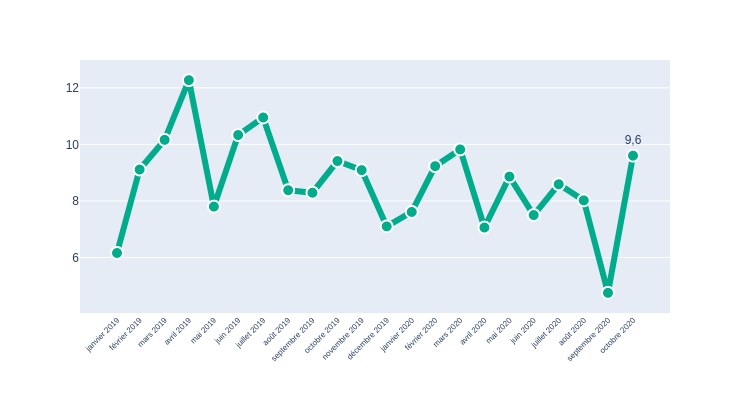 12
10
8
6
9,6
janvier 2019
février 2019
mars 2019
avril 2019
mai 2019
juin 2019
juillet 2019
août 2019
septembre 2019
octobre 2019
novembre 2019
décembre 2019
janvier 2020
février 2020
mars 2020
avril 2020
mai 2020
juin 2020
juillet 2020
août 2020
septembre 2020
octobre 2020